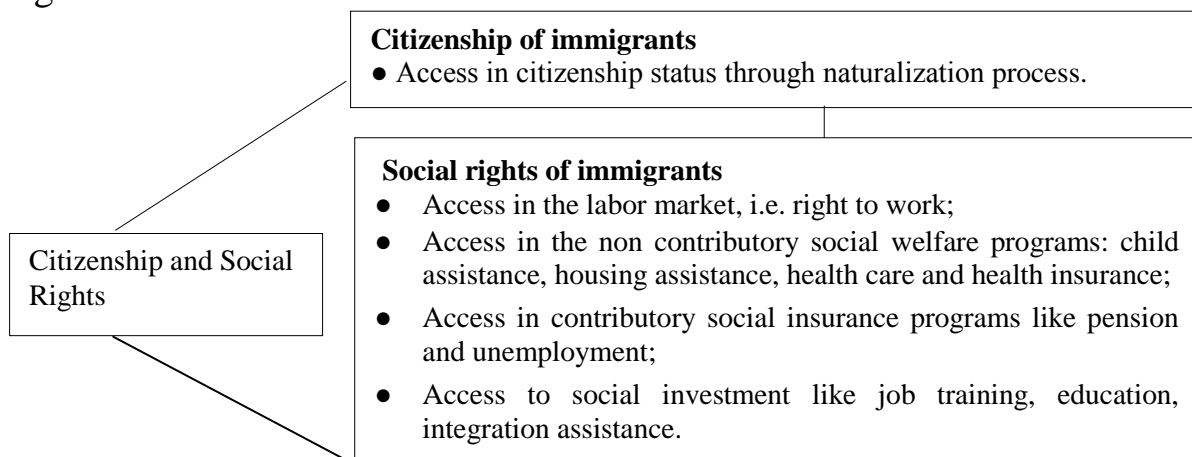 Citizenship of immigrants
● Access in citizenship status through naturalization process.
Social rights of immigrants
● Access in the labor market, i.e. right to work;
● Access in the non contributory social welfare programs: child
assistance, housing assistance, health care and health insurance;
● Access in contributory social insurance programs like pension
and unemployment;
● Access to social investment like job training, education,
integration assistance.
Citizenship and Social
Rights